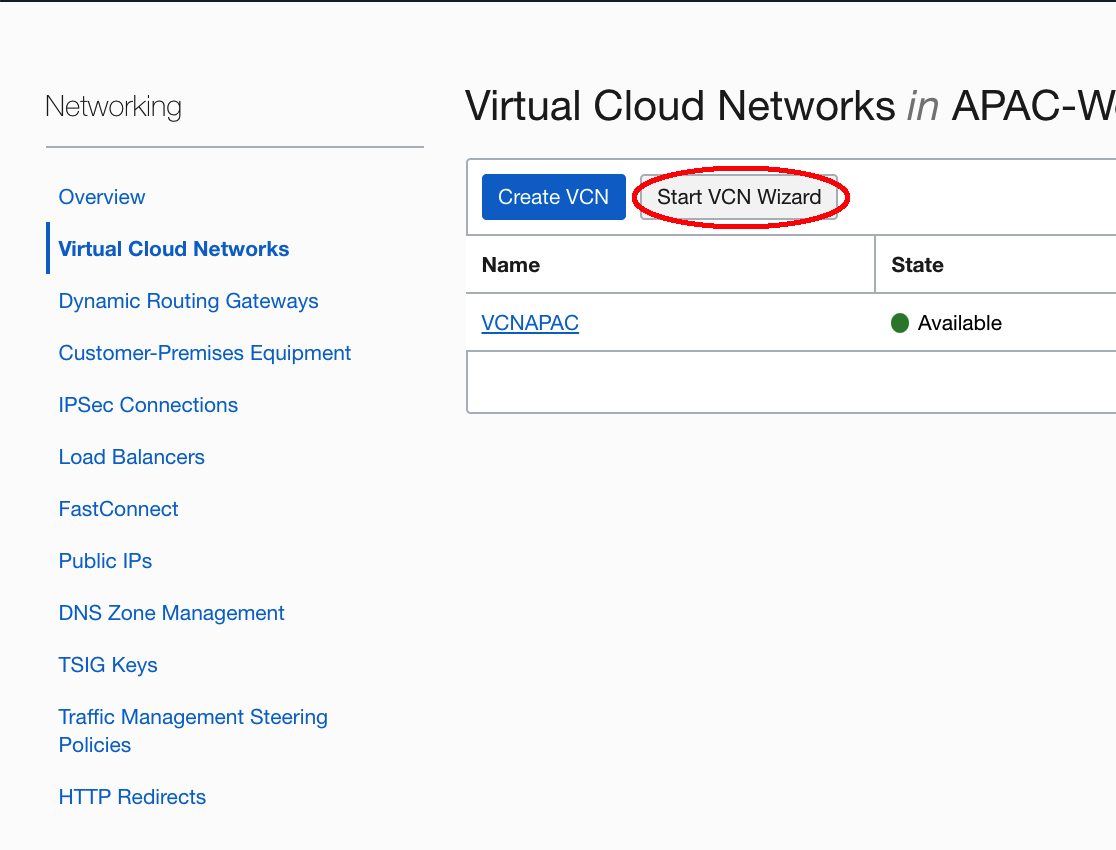 Networking
Overview
Virtual Cloud Networks
Dynamic Routing Gateways
Customer-Premises Equipment
IPSec Connections
Load Balancers
FastConnect
Public IPs
DNS Zone Management
TSIG Keys
Traffic Management Steering
Policies
HTTP Redirects
Virtual Cloud Networks in APAC-W
Create VCN
Start VCN Wizard
Name
State
VCNAPAC
Available